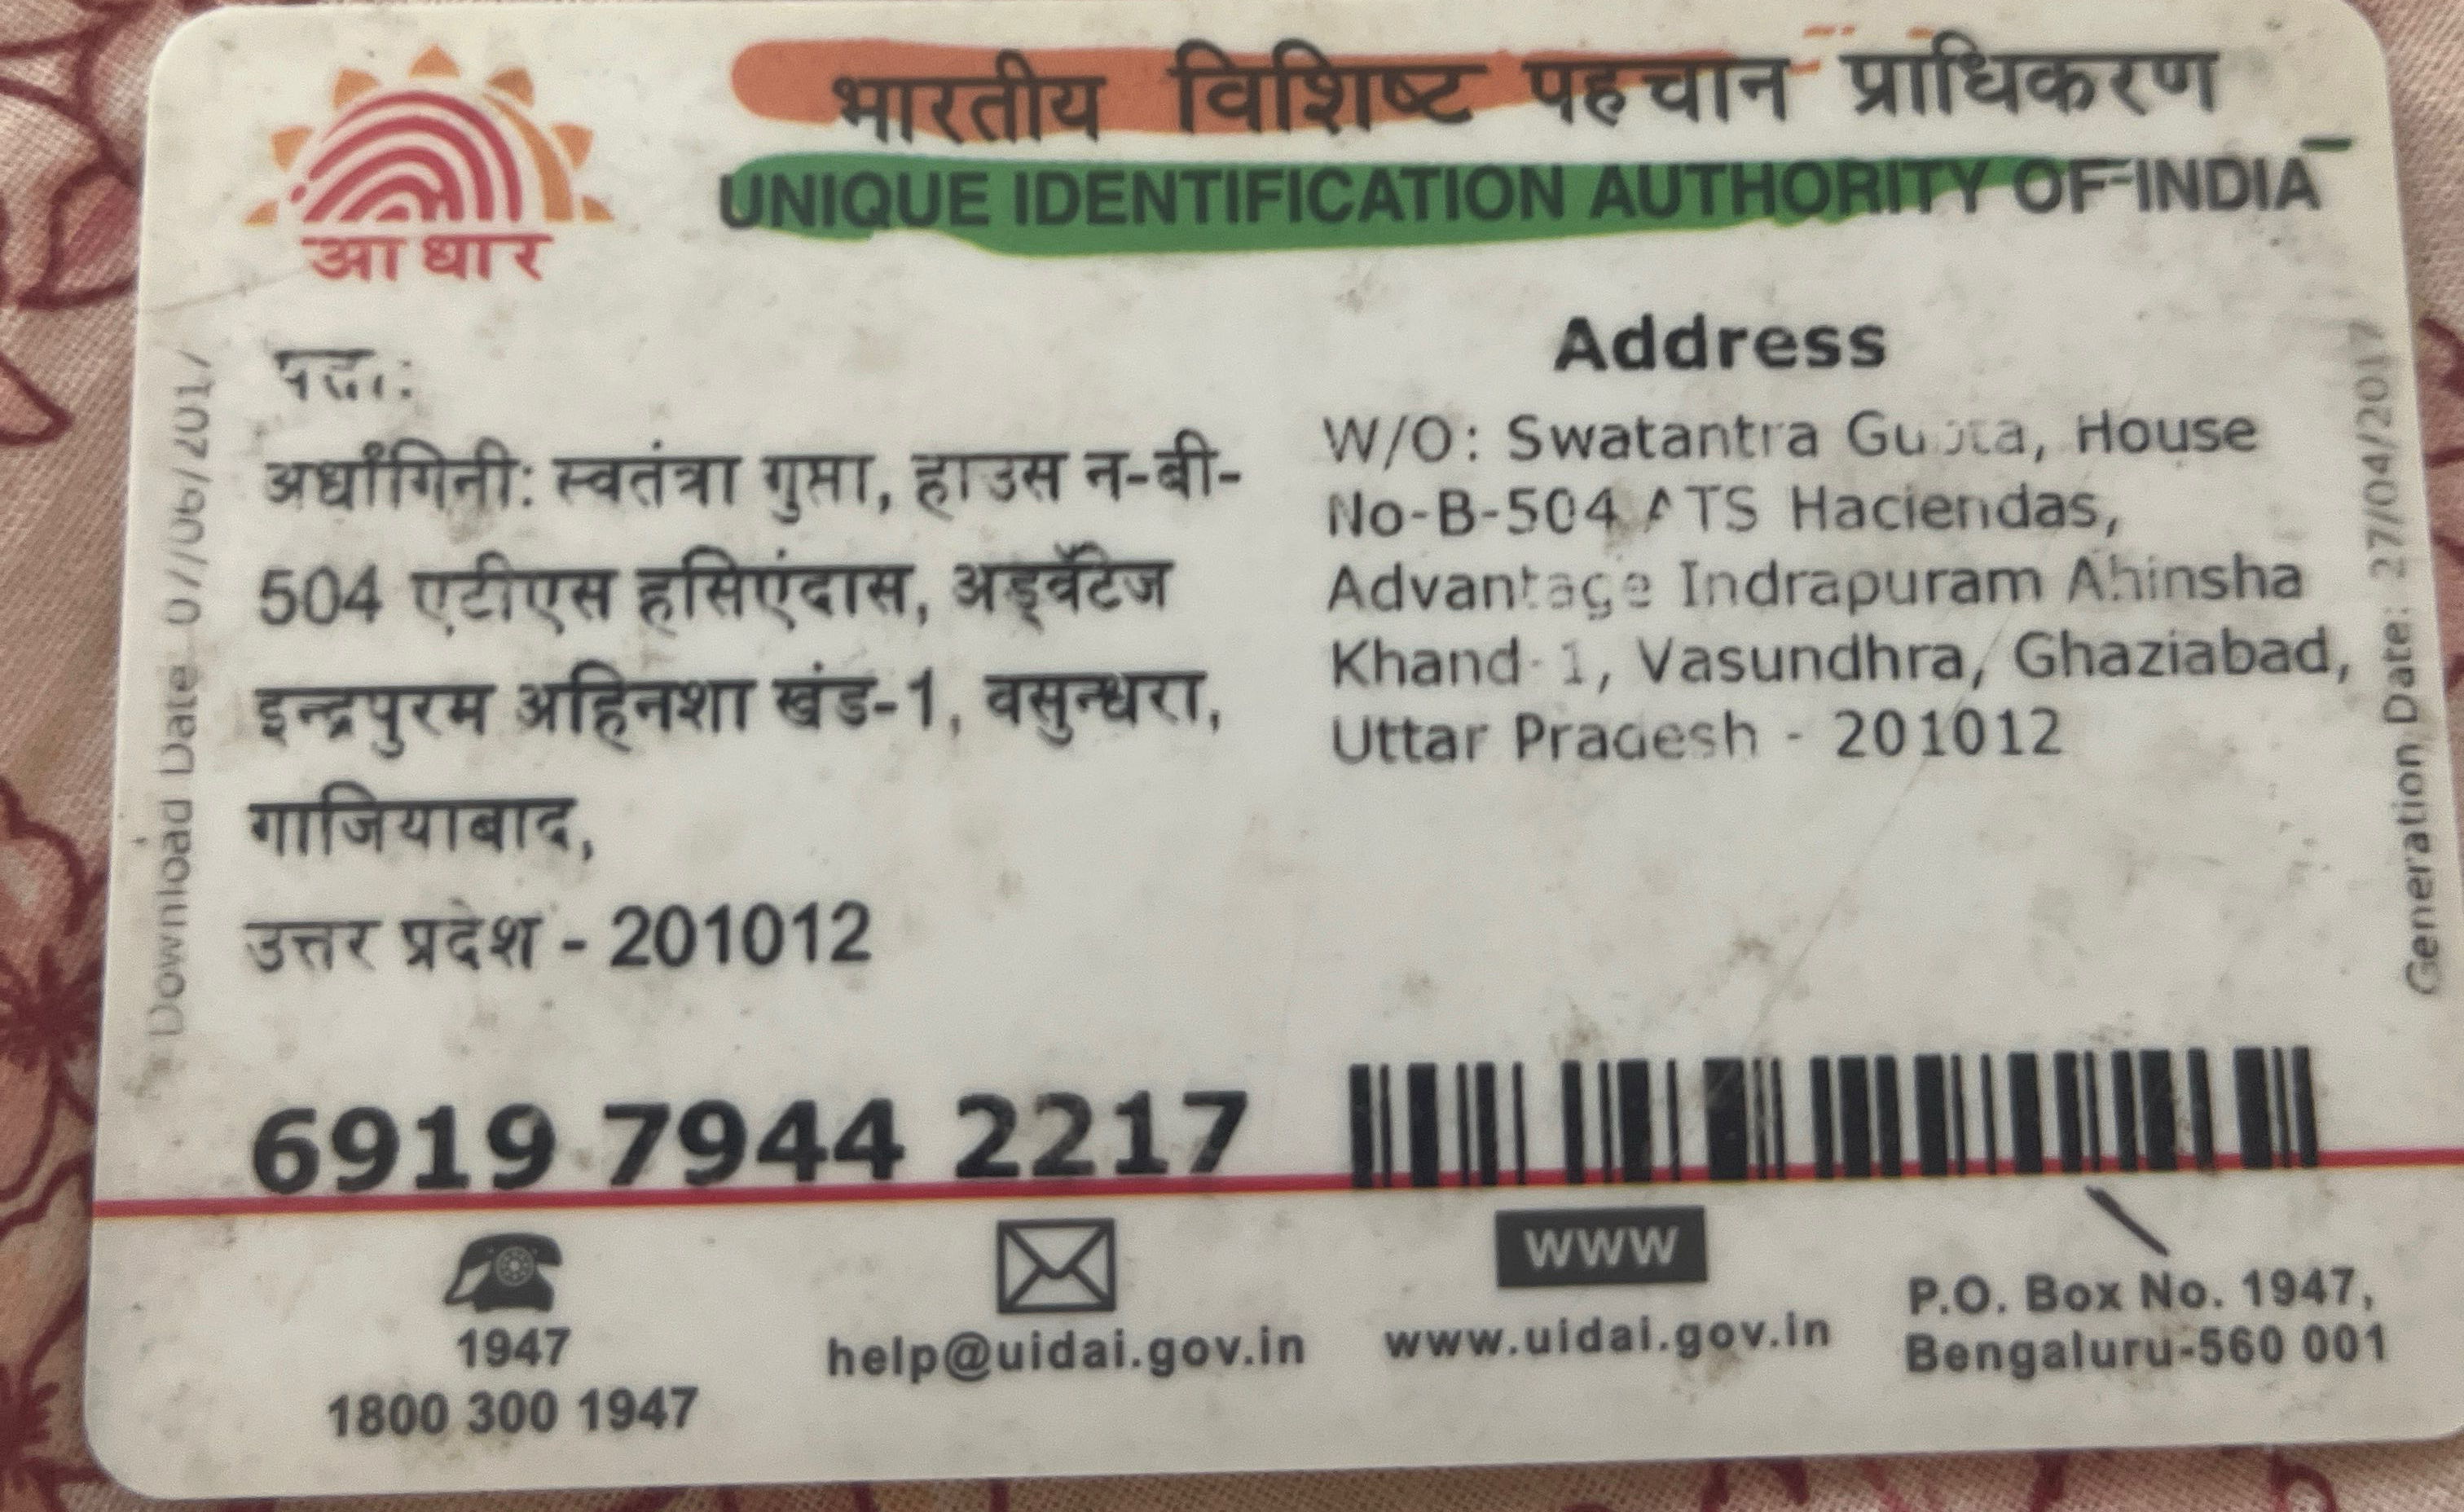 आधार
भारतीय विशिष्ट पहचान प्राधिकरण
UNIQUE IDENTIFICATION AUTHORITY OF INDIA
पता:
अर्धांगिनी: स्वतंत्रा गुप्ता, हाउस न-बी-
504 एटीएस हसिएंदास, अड्वॅंटेज
इन्द्रपुरम अहिनशा खंड-1, वसुन्धरा,
गाजियाबाद,
उत्तर प्रदेश - 201012
Address
W/O: Swatantra Gupta, House
No-B-504 ATS Haciendas,
Advantage Indrapuram Ahinsha
Khand-1, Vasundhra, Ghaziabad,
Uttar Pradesh - 201012
Download Date
Generation Date: 27/04/2017
6919 7944 2217
1947
1800 300 1947
help@uidai.gov.in
www
www.uidai.gov.in
P.O. Box No. 1947,
Bengaluru-560 001